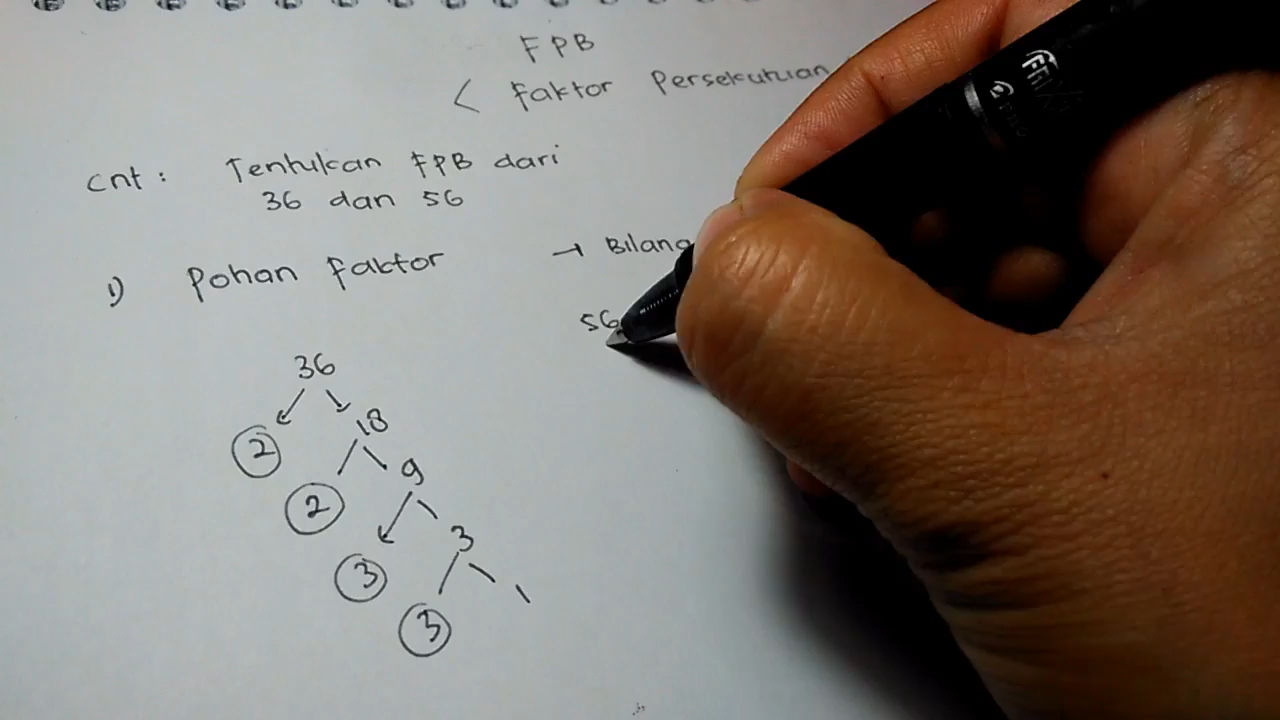 FPB
< Faktor Persekutuan
cnt : Tentukan FPB dari
36 dan 56
1) Pohan faktor
→ Bilang
56
36
2 18
2 9
3 3
3 1